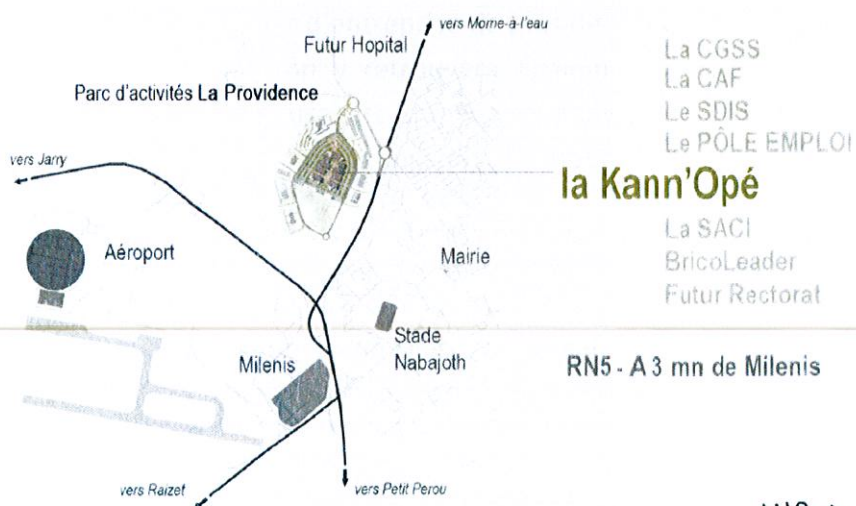 vers Morne-à-l'eau
Futur Hopital
Parc d'activités La Providence
vers Jarry
Aéroport
Mairie
Stade
Nabajoth
Milenis
vers Raizet
vers Petit Perou
La CGSS
La CAF
Le SDIS
Le PÔLE EMPLOI
la Kann'Opé
La SACI
BricoLeader
Futur Rectorat
RN5 - A 3 mn de Milenis